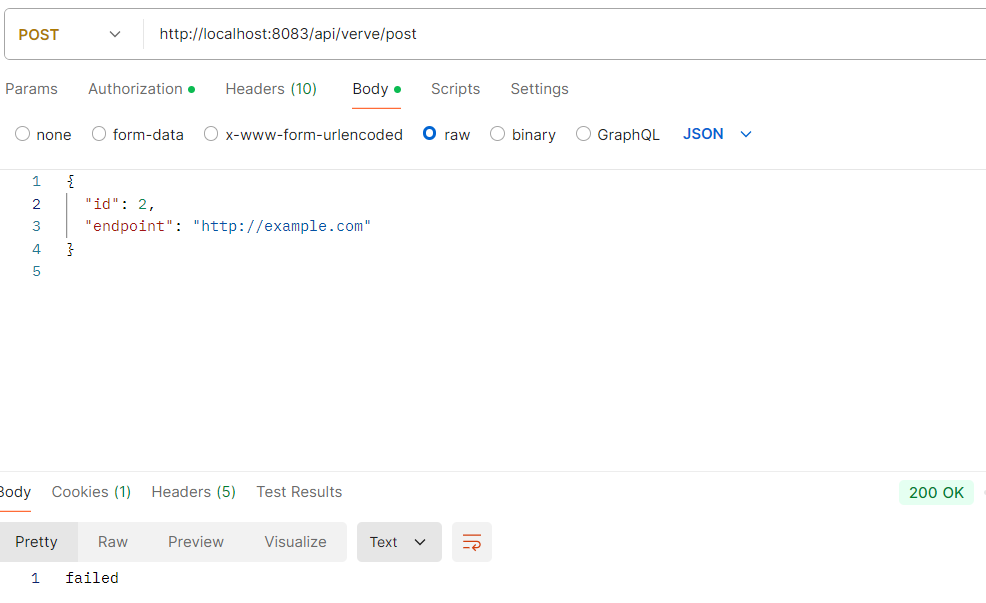 POST http://localhost:8083/api/verve/post
Params Authorization Headers (10) Body Scripts Settings
none form-data x-www-form-urlencoded raw binary GraphQL JSON
1 {
2 "id": 2,
3 "endpoint": "http://example.com"
4 }
5
Body Cookies (1) Headers (5) Test Results 200 OK
Pretty Raw Preview Visualize Text
1 failed